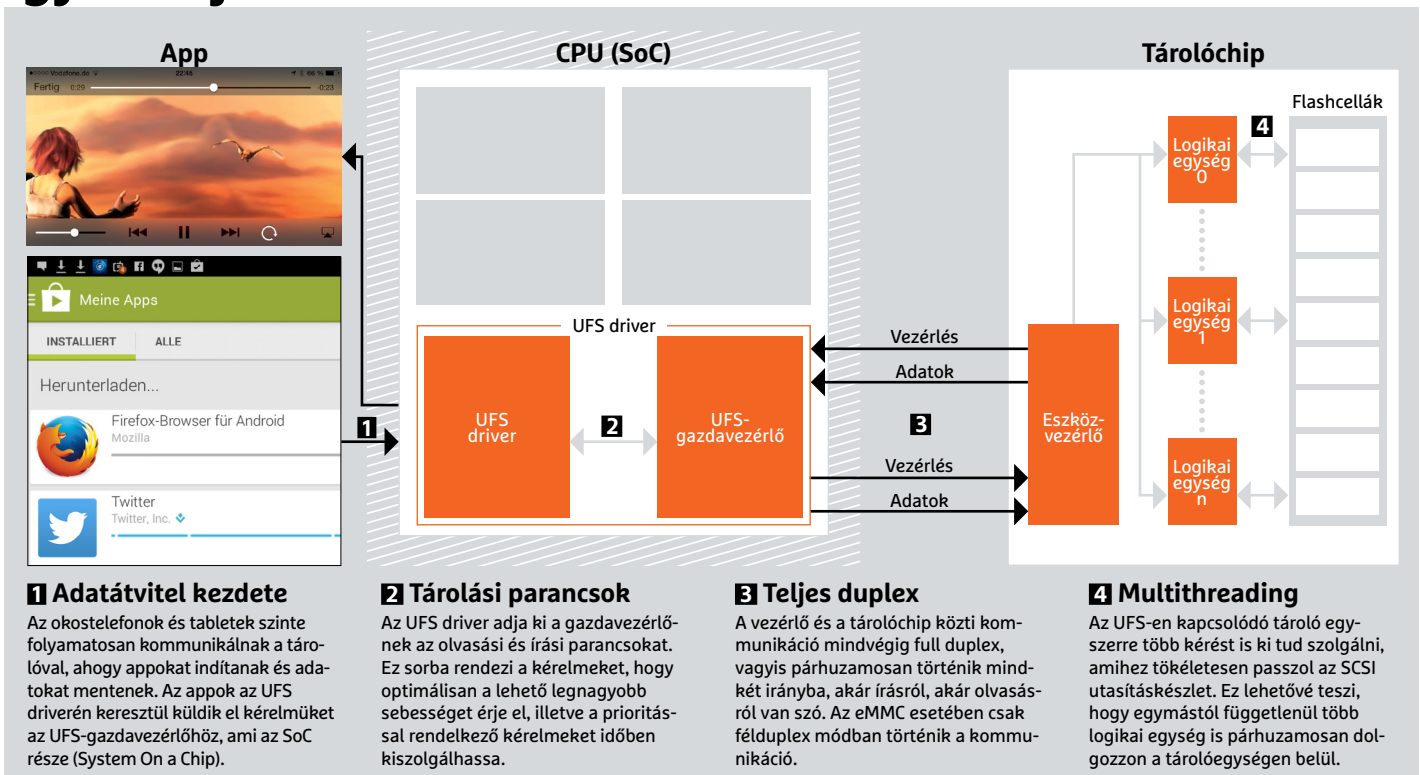 App
CPU (SoC)
Tárolóchip
Vodafone.de
22:46
66 %
Fertig
0:29
-0:23
Meine Apps
INSTALLIERT
ALLE
Herunterladen...
Firefox-Browser für Android
Mozilla
Twitter
Twitter, Inc.
1
UFS driver
UFS
driver
2
UFS-
gazdavezérlő
Vezérlés
Adatok
3
Vezérlés
Adatok
Eszköz-
vezérlő
Logikai
egység
0
4
Flashcellák
Logikai
egység
1
Logikai
egység
n
1 Adatátvitel kezdete
Az okostelefonok és tabletek szinte
folyamatosan kommunikálnak a táro-
lóval, ahogy appokat indítanak és ada-
tokat mentenek. Az appok az UFS
driverén keresztül küldik el kérelmüket
az UFS-gazdavezérlőhöz, ami az SoC
része (System On a Chip).
2 Tárolási parancsok
Az UFS driver adja ki a gazdavezérlő-
nek az olvasási és írási parancsokat.
Ez sorba rendezi a kérelmeket, hogy
optimálisan a lehető legnagyobb
sebességet érje el, illetve a prioritás-
sal rendelkező kérelmeket időben
kiszolgálhassa.
3 Teljes duplex
A vezérlő és a tárolóchip közti kom-
munikáció mindvégig full duplex,
vagyis párhuzamosan történik mind-
két irányba, akár írásról, akár olvasás-
ról van szó. Az eMMC esetében csak
félduplex módban történik a kommu-
nikáció.
4 Multithreading
Az UFS-en kapcsolódó tároló egy-
szerre több kérést is ki tud szolgálni,
amihez tökéletesen passzol az SCSI
utasításkészlet. Ez lehetővé teszi,
hogy egymástól függetlenül több
logikai egység is párhuzamosan dol-
gozzon a tárolóegységen belül.